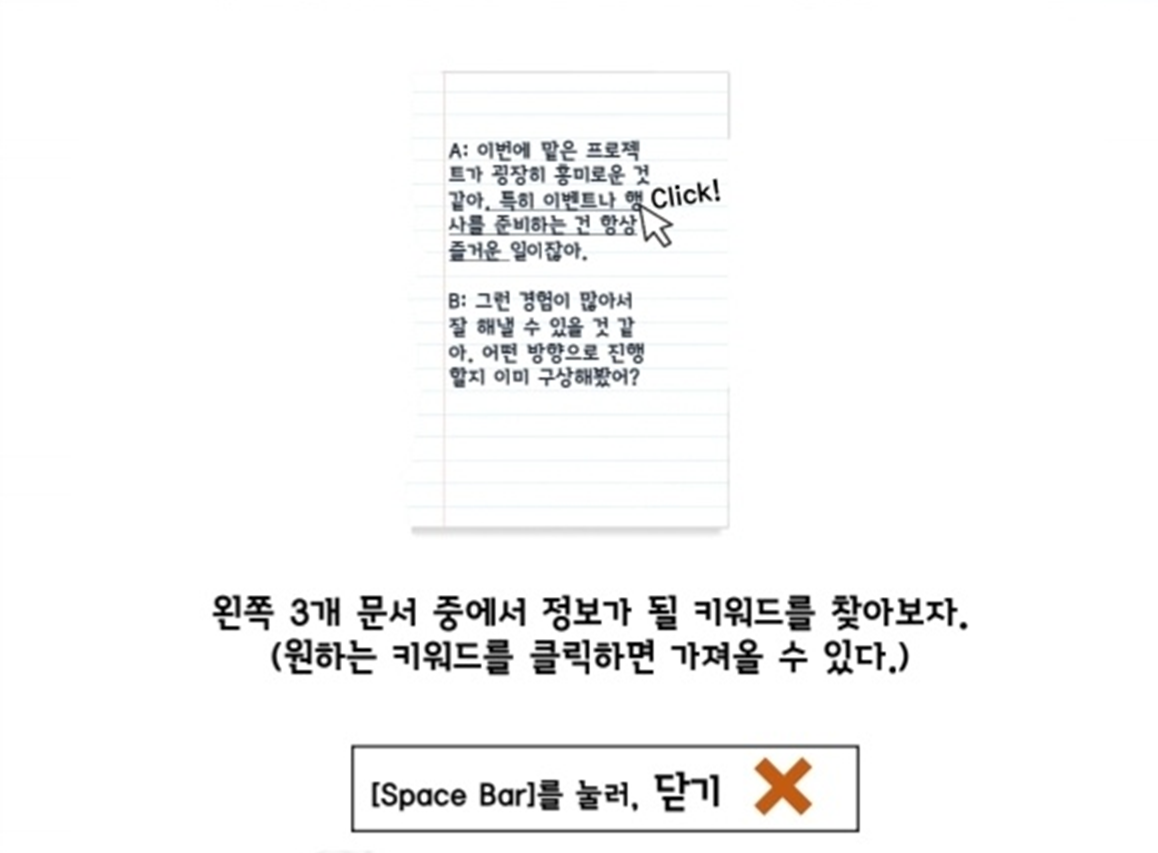 A: 이번에 맡은 프로젝
트가 굉장히 흥미로운 것
같아. 특히 이벤트나 행
Click!
사를 준비하는 건 항상
즐거운 일이잖아.
B: 그런 경험이 많아서
잘 해낼 수 있을 것 같
아. 어떤 방향으로 진행
할지 이미 구상해봤어?
왼쪽 3개 문서 중에서 정보가 될 키워드를 찾아보자.
(원하는 키워드를 클릭하면 가져올 수 있다.)
[Space Bar]를 눌러, 닫기